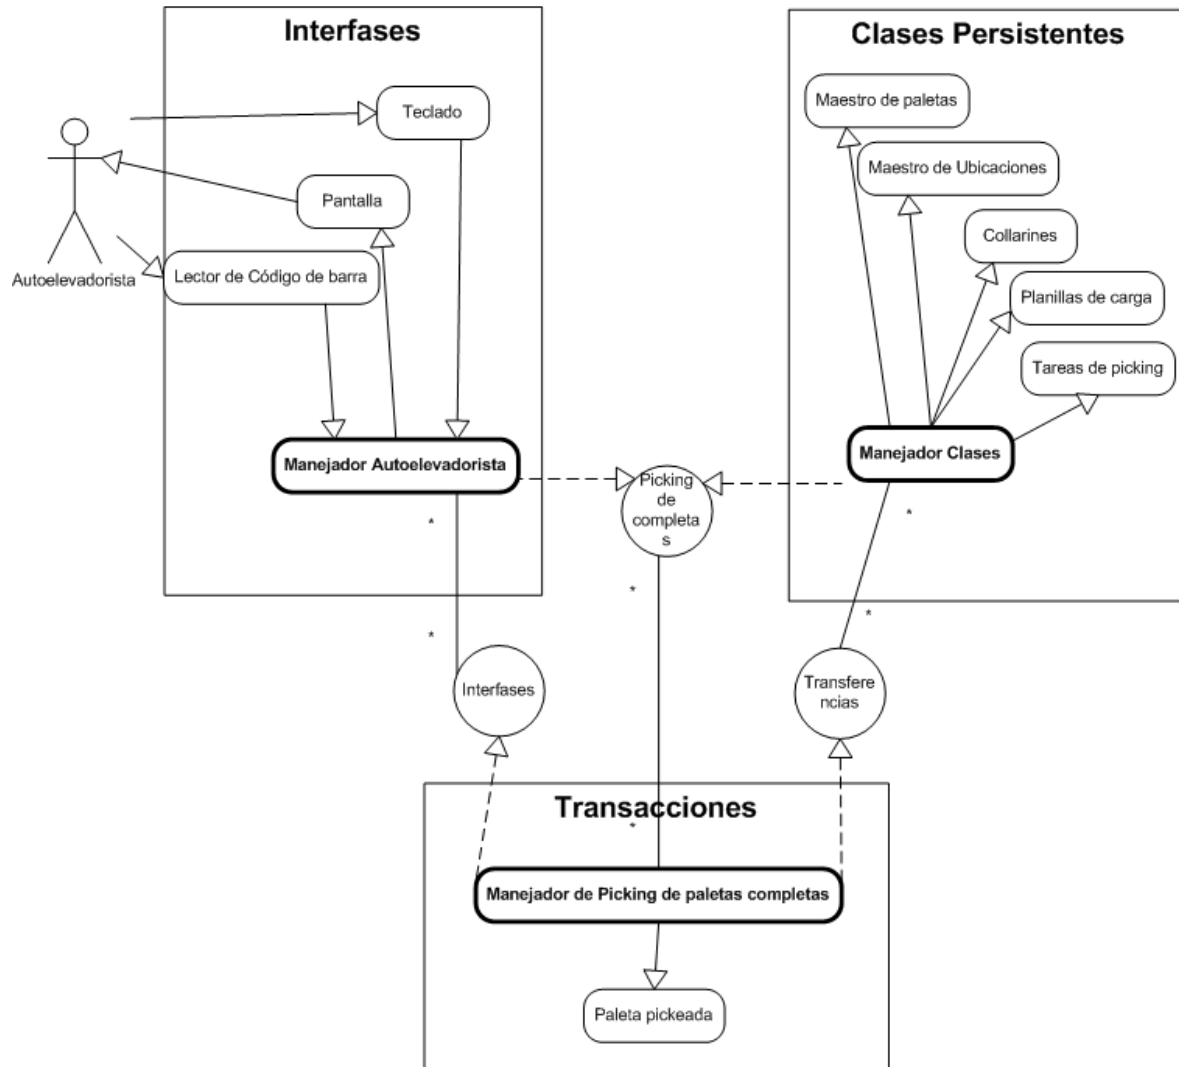 Interfases
Teclado
Pantalla
Lector de Código de barra
Autoelevadorista
Manejador Autoelevadorista
*
*
Clases Persistentes
Maestro de paletas
Maestro de Ubicaciones
Collarines
Planillas de carga
Tareas de picking
Manejador Clases
*
*
Picking
de
completa
s
*
*
Interfases
Transfere
ncias
Transacciones
Manejador de Picking de paletas completas
Paleta pickeada